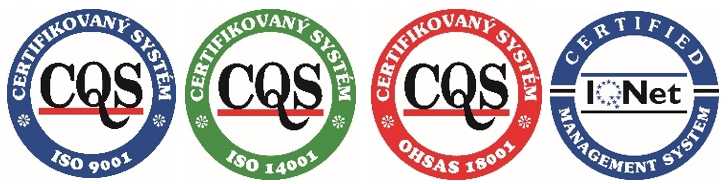 CERTIFIKOVANÝ SYSTÉM
CQS
ISO 9001
CERTIFIKOVANÝ SYSTÉM
CQS
ISO 14001
CERTIFIKOVANÝ SYSTÉM
CQS
OHSAS 18001
CERTIFIED
IQNet
MANAGEMENT SYSTEM